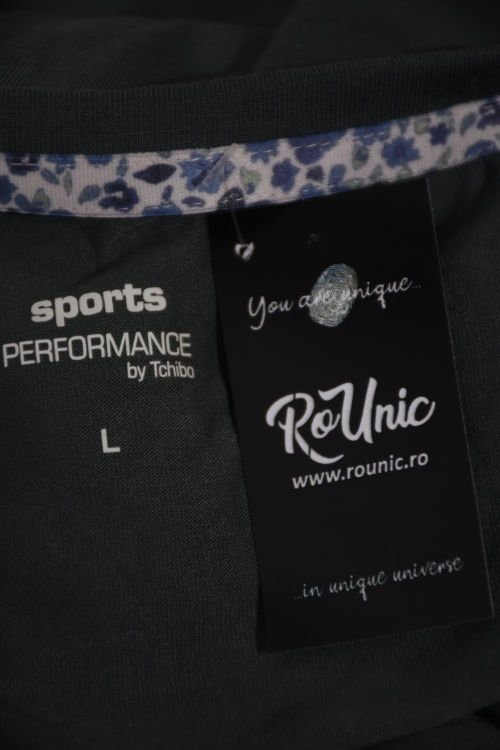 sports
PERFORMANCE
by Tchibo
L
You are unique...
RoUnic
www.rounic.ro
...in unique universe